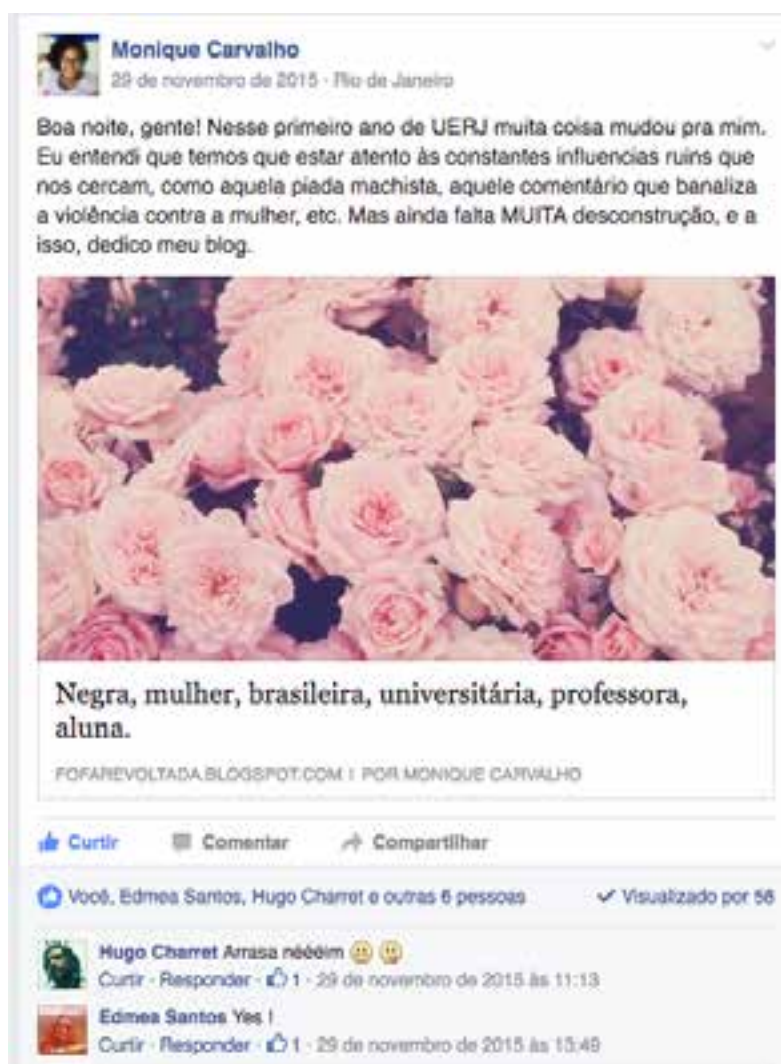 Monique Carvalho
29 de novembro de 2015 · Rio de Janeiro
Boa noite, gente! Nesse primeiro ano de UERJ muita coisa mudou pra mim.
Eu entendi que temos que estar atento às constantes influencias ruins que
nos cercam, como aquela piada machista, aquele comentário que banaliza
a violência contra a mulher, etc. Mas ainda falta MUITA desconstrução, e a
isso, dedico meu blog.
Negra, mulher, brasileira, universitária, professora,
aluna.
FOFAREVOLTADA.BLOGSPOT.COM | POR MONIQUE CARVALHO
Curtir Comentar Compartilhar
Você, Edmea Santos, Hugo Charret e outras 6 pessoas Visualizado por 56
Hugo Charret Arrasa nééém
Curtir · Responder · 1 · 29 de novembro de 2015 às 11:13
Edmea Santos Yes !
Curtir · Responder · 1 · 29 de novembro de 2015 às 13:49